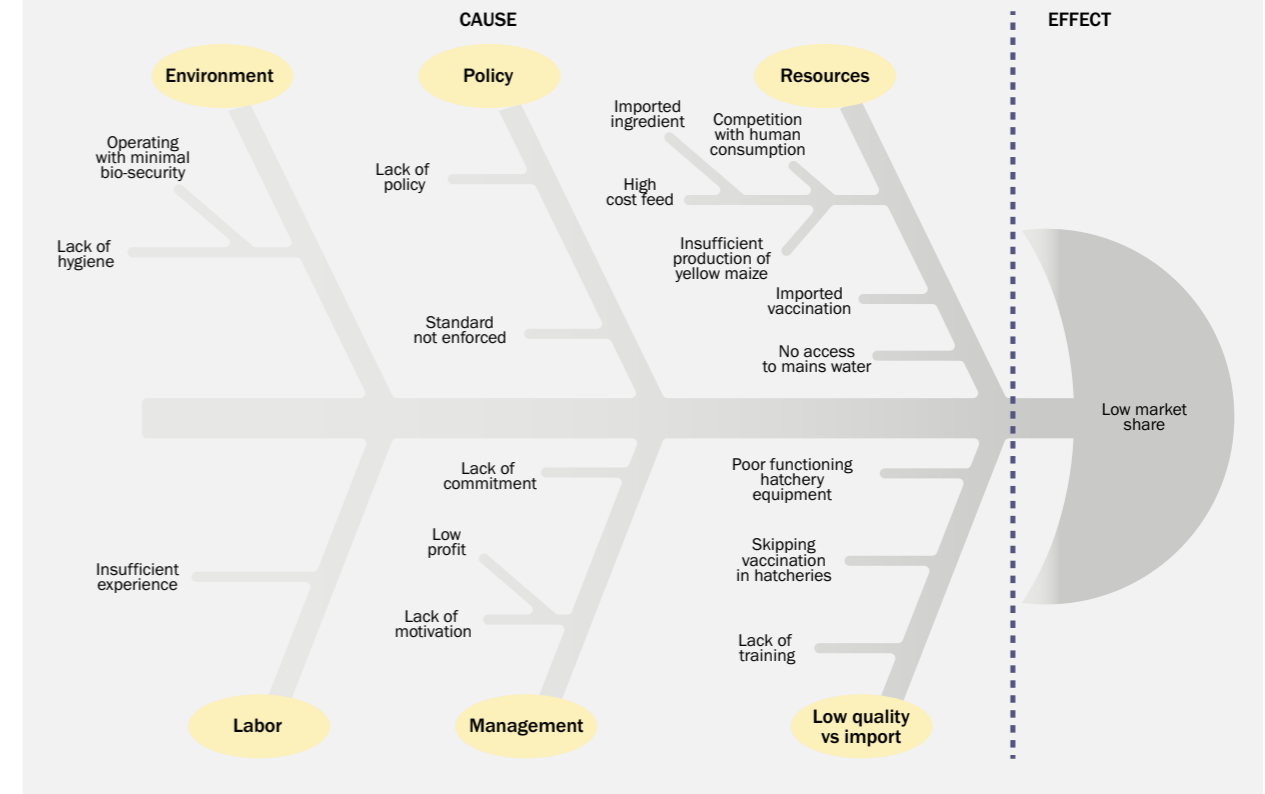 CAUSE
EFFECT
Environment
Policy
Resources
Operating
with minimal
bio-security
Lack of
hygiene
Lack of
policy
Standard
not enforced
Imported
ingredient
Competition
with human
consumption
High
cost feed
Insufficient
production of
yellow maize
Imported
vaccination
No access
to mains water
Low market
share
Insufficient
experience
Lack of
commitment
Low
profit
Lack of
motivation
Poor functioning
hatchery
equipment
Skipping
vaccination
in hatcheries
Lack of
training
Labor
Management
Low quality
vs import